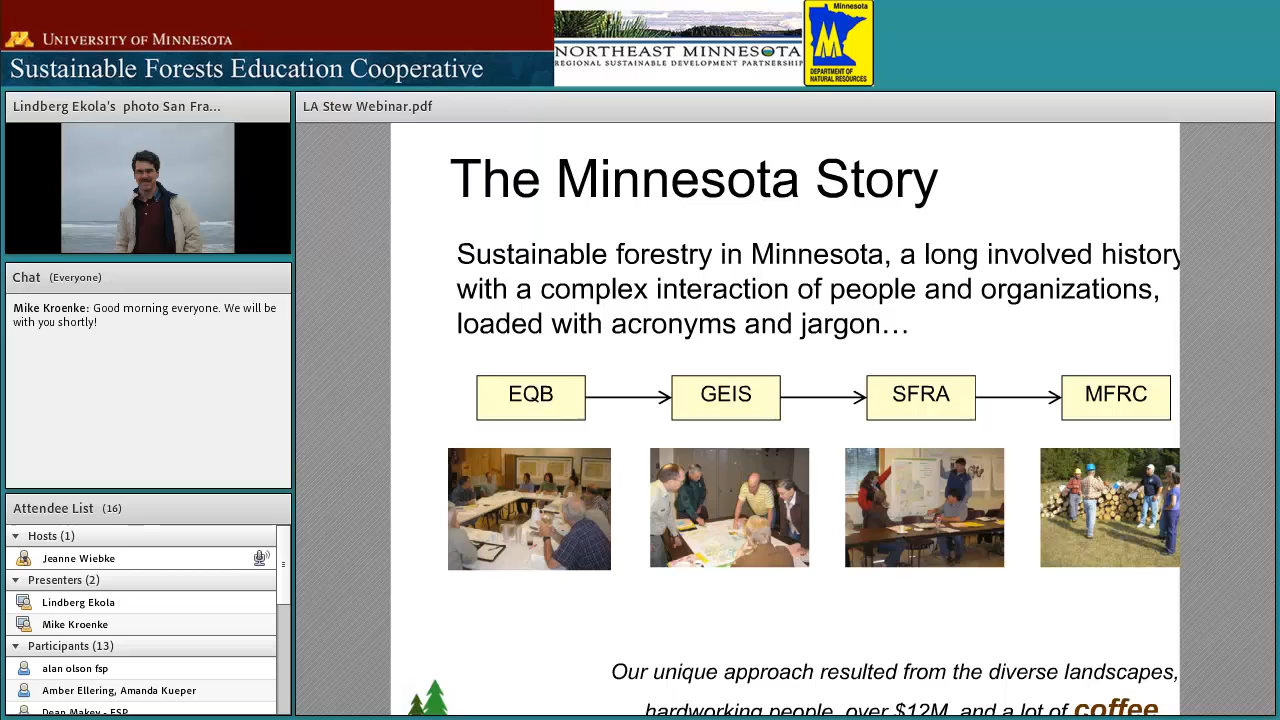 UNIVERSITY OF MINNESOTA
Sustainable Forests Education Cooperative
NORTHEAST MINNESOTA
REGIONAL SUSTAINABLE DEVELOPMENT PARTNERSHIP
Minnesota
M
DEPARTMENT OF
NATURAL RESOURCES
Lindberg Ekola's photo San Fra...
Chat (Everyone)
Mike Kroenke: Good morning everyone. We will be
with you shortly!
Attendee List (16)
Hosts (1)
Jeanne Wiebke
Presenters (2)
Lindberg Ekola
Mike Kroenke
Participants (13)
alan olson fsp
Amber Ellering, Amanda Kueper
Dean Makey - FSP
LA Stew Webinar.pdf
The Minnesota Story
Sustainable forestry in Minnesota, a long involved history
with a complex interaction of people and organizations,
loaded with acronyms and jargon…
EQB
GEIS
SFRA
MFRC
Our unique approach resulted from the diverse landscapes,
hardworking people, over $12M, and a lot of coffee